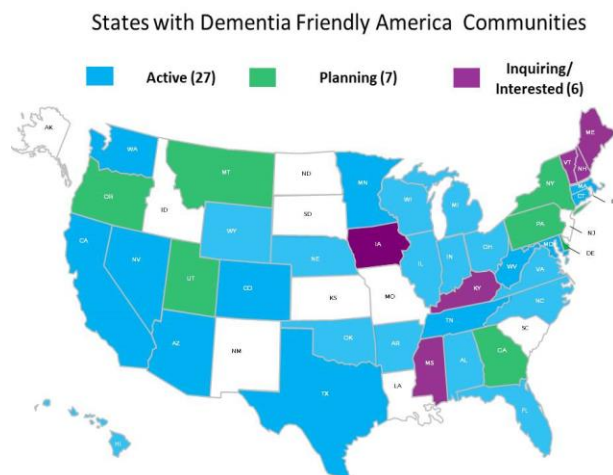 States with Dementia Friendly America Communities
Active (27)
Planning (7)
Inquiring/
Interested (6)
AK
WA
MT
ND
MN
ME
VT
NH
OR
ID
SD
WI
MI
NY
MA
CT
WY
IA
PA
NJ
NE
IL
IN
OH
MD
DE
CA
NV
UT
CO
KS
MO
WV
VA
KY
NC
AZ
NM
OK
AR
TN
SC
MS
AL
GA
TX
LA
FL
HI